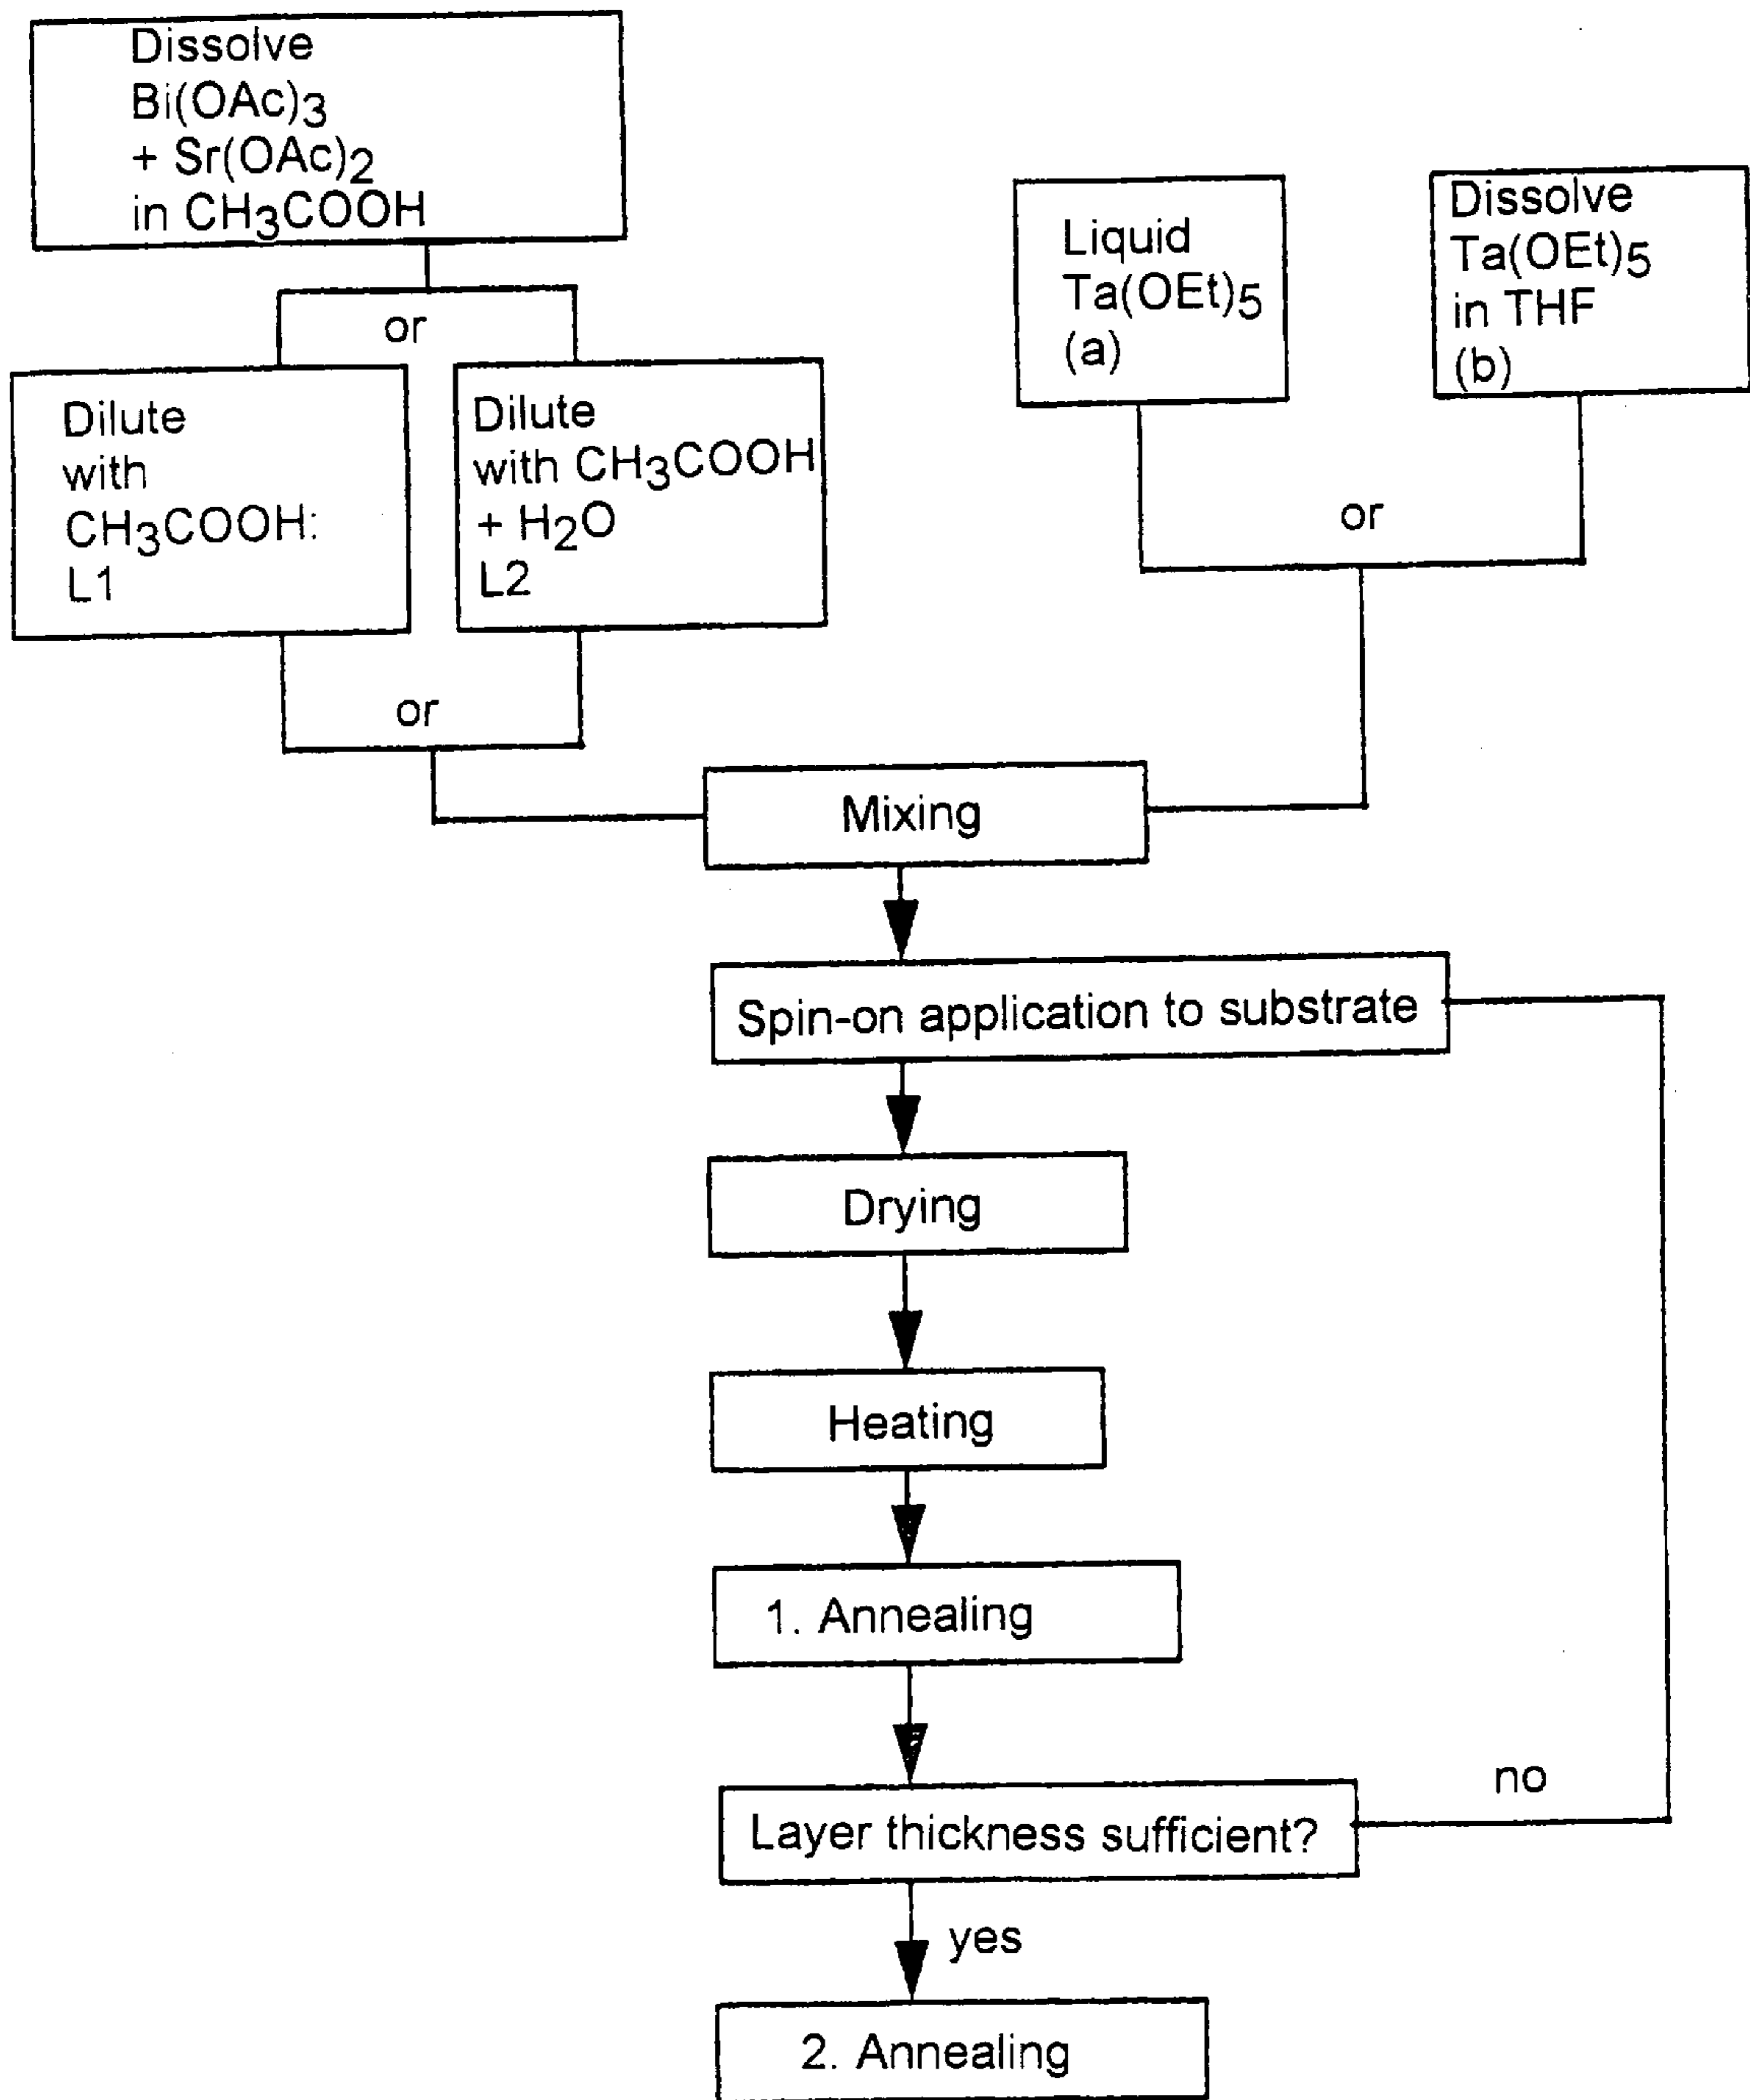 Dissolve
Bi(OAc)3
+ Sr(OAc)2
in CH3COOH
or
Dilute
with
CH3COOH:
L1
Dilute
with CH3COOH
+ H2O
L2
or
Liquid
Ta(OEt)5
(a)
Dissolve
Ta(OEt)5
in THF
(b)
or
Mixing
Spin-on application to substrate
Drying
Heating
1. Annealing
Layer thickness sufficient?
no
yes
2. Annealing